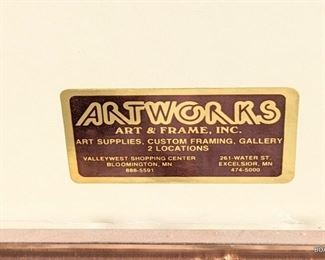 ARTWORKS
ART & FRAME, INC.
ART SUPPLIES, CUSTOM FRAMING, GALLERY
2 LOCATIONS
VALLEYWEST SHOPPING CENTER
BLOOMINGTON, MN
888-5591
261-WATER ST.
EXCELSIOR, MN
474-5000